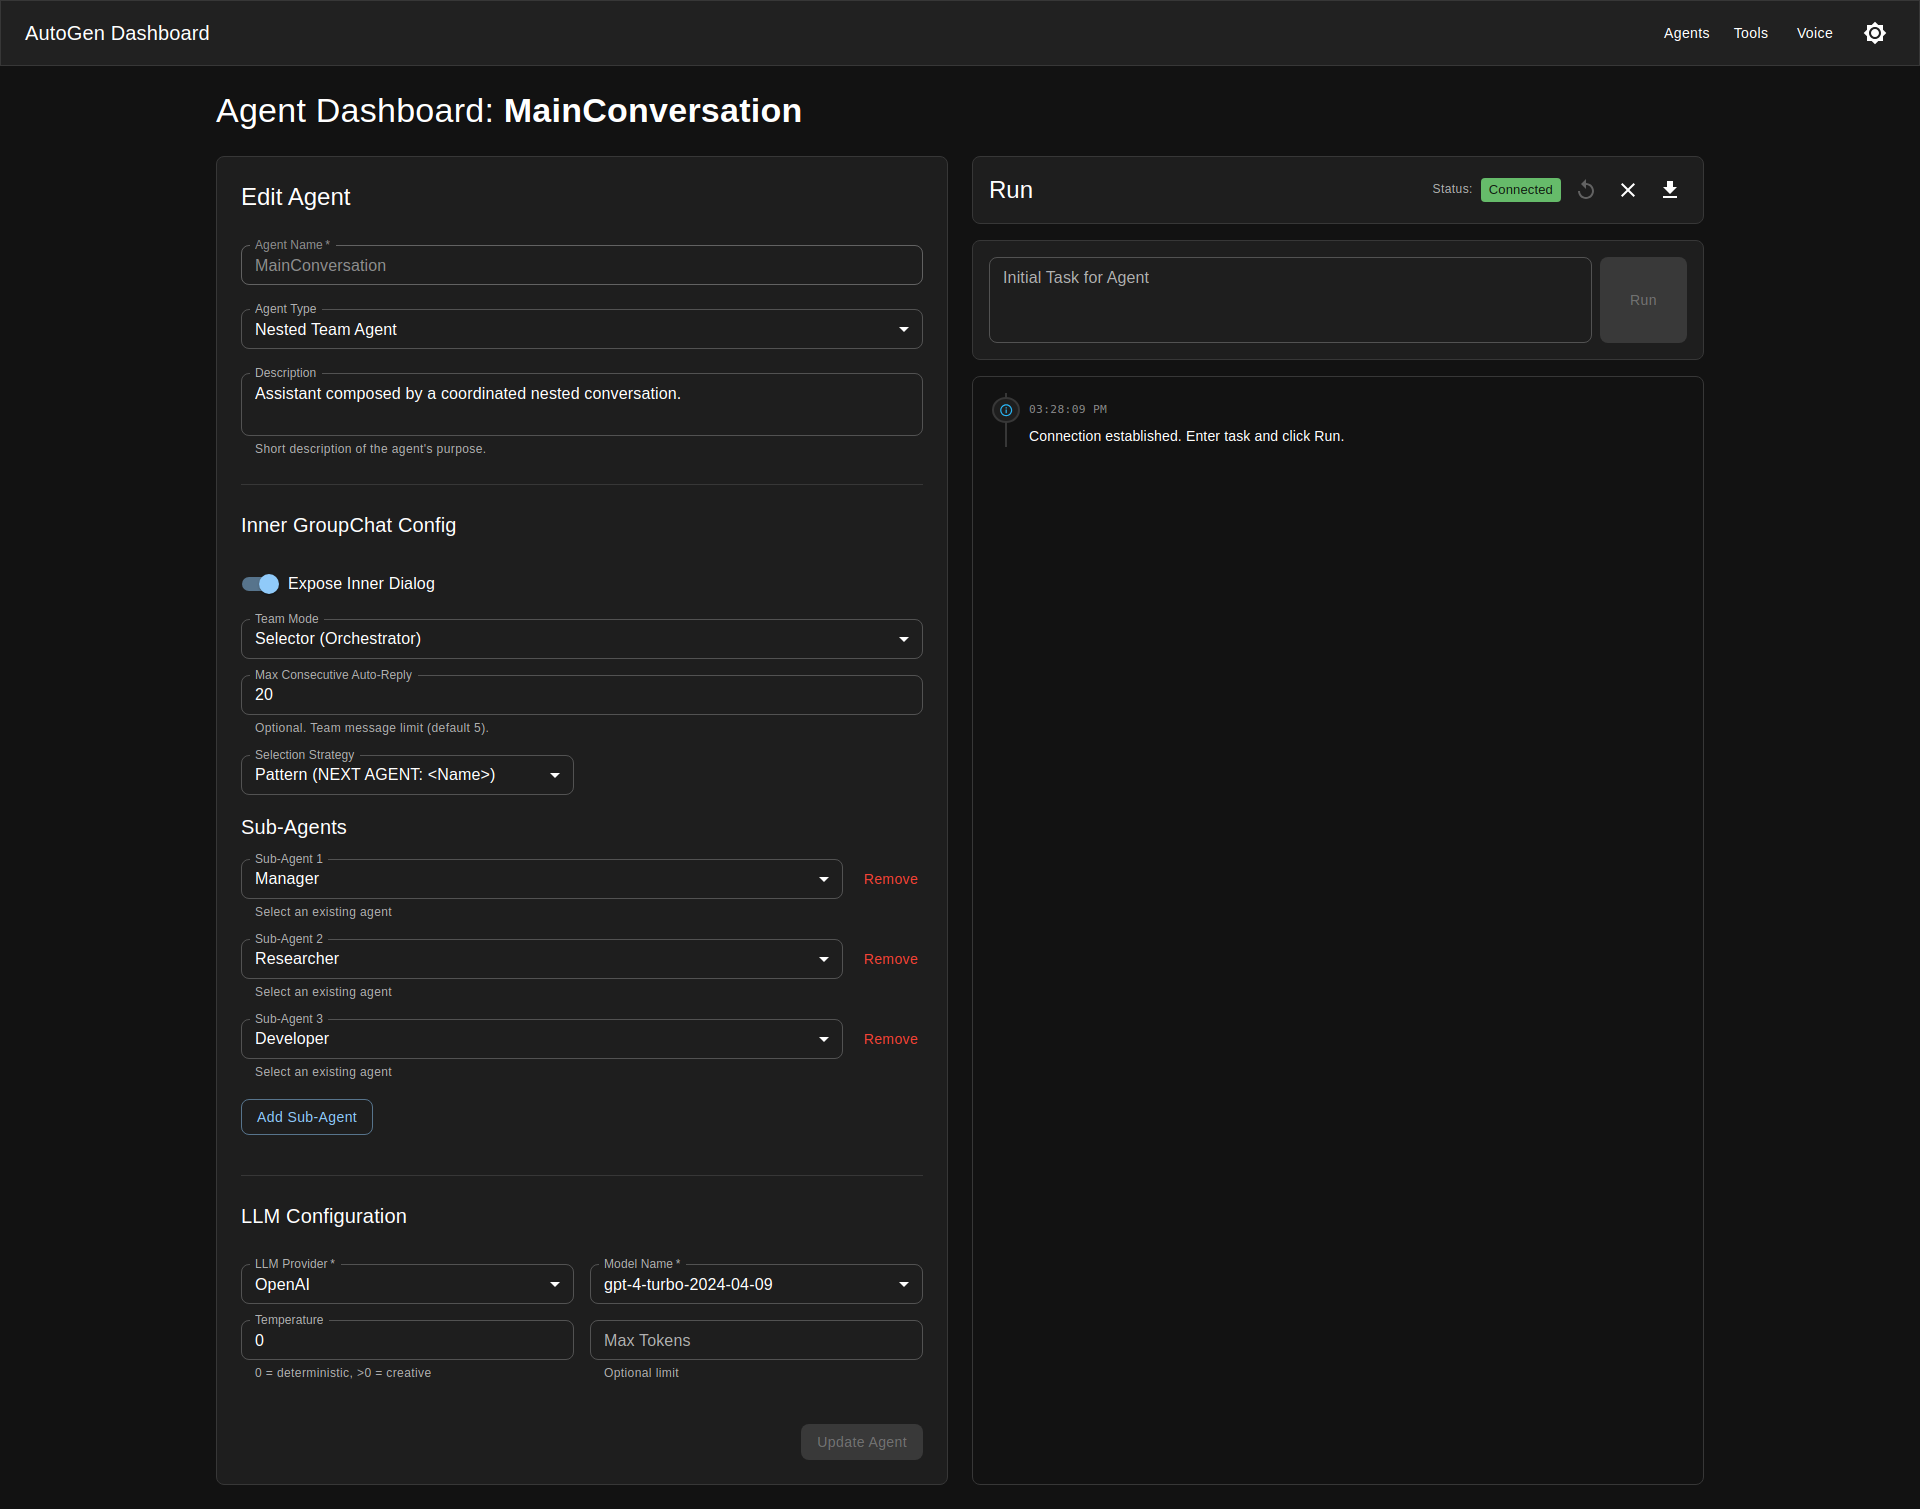 AutoGen Dashboard
Agents
Tools
Voice
Agent Dashboard: MainConversation
Edit Agent
Agent Name *
MainConversation
Agent Type
Nested Team Agent
Description
Assistant composed by a coordinated nested conversation.
Short description of the agent's purpose.
Inner GroupChat Config
Expose Inner Dialog
Team Mode
Selector (Orchestrator)
Max Consecutive Auto-Reply
20
Optional. Team message limit (default 5).
Selection Strategy
Pattern (NEXT AGENT: <Name>)
Sub-Agents
Sub-Agent 1
Manager
Remove
Select an existing agent
Sub-Agent 2
Researcher
Remove
Select an existing agent
Sub-Agent 3
Developer
Remove
Select an existing agent
Add Sub-Agent
LLM Configuration
LLM Provider *
OpenAI
Model Name *
gpt-4-turbo-2024-04-09
Temperature
0
0 = deterministic, >0 = creative
Max Tokens
Optional limit
Update Agent
Run
Status:
Connected
Initial Task for Agent
Run
03:28:09 PM
Connection established. Enter task and click Run.